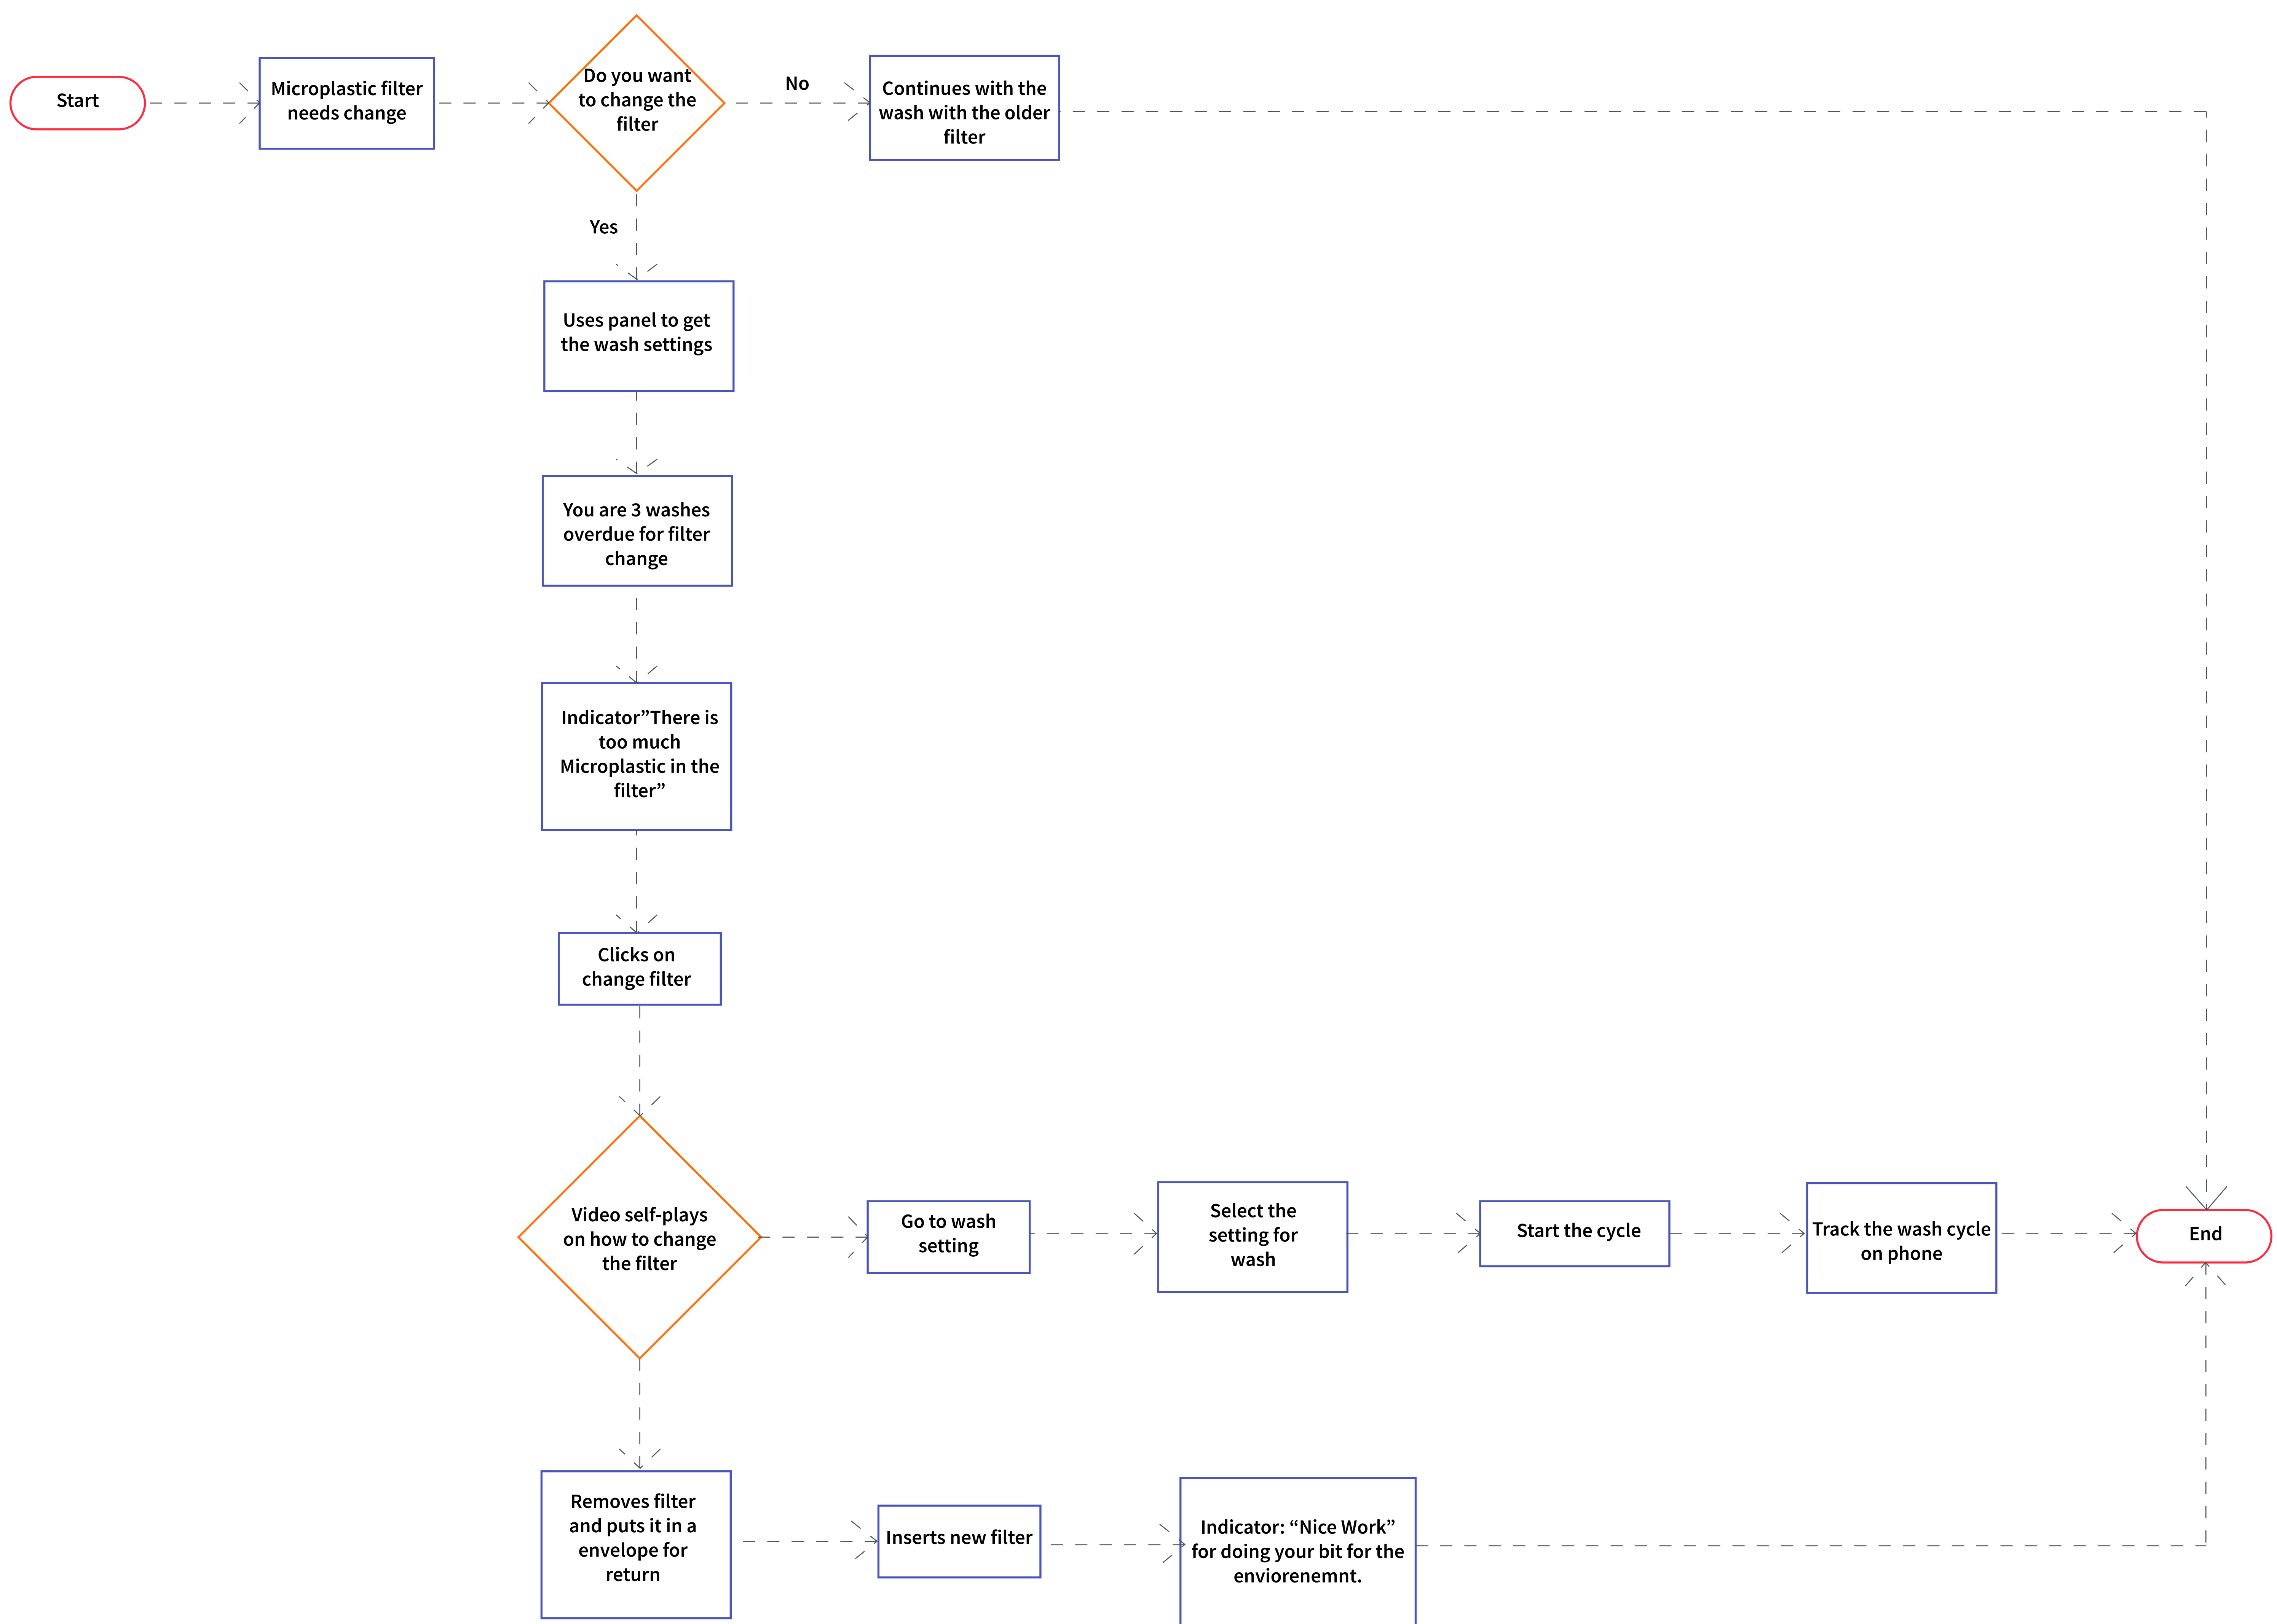 Start
Microplastic filter
needs change
Do you want
to change the
filter
No
Continues with the
wash with the older
filter
Yes
Uses panel to get
the wash settings
You are 3 washes
overdue for filter
change
Indicator”There is
too much
Microplastic in the
filter”
Clicks on
change filter
Video self-plays
on how to change
the filter
Go to wash
setting
Select the
setting for
wash
Start the cycle
Track the wash cycle
on phone
End
Removes filter
and puts it in a
envelope for
return
Inserts new filter
Indicator: “Nice Work”
for doing your bit for the
enviorenemnt.